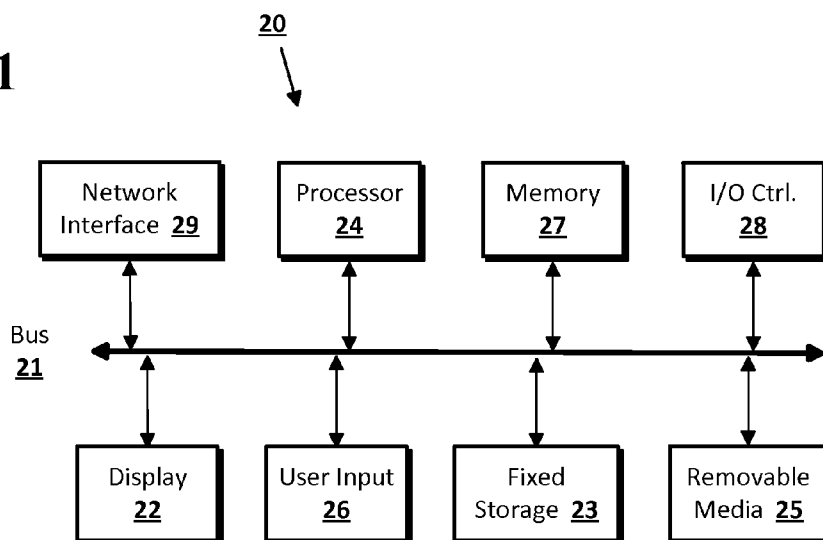 20
1
Network
Interface 29
Processor
24
Memory
27
I/O Ctrl.
28
Bus
21
Display
22
User Input
26
Fixed
Storage 23
Removable
Media 25